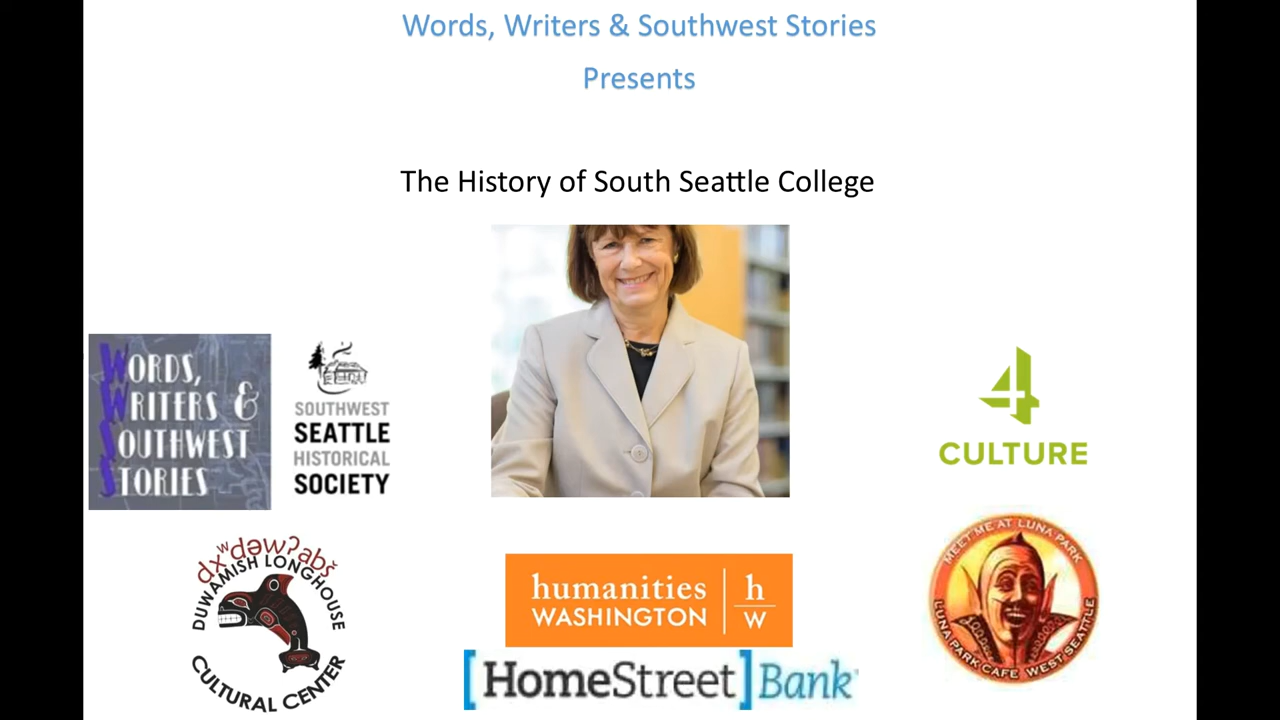 Words, Writers & Southwest Stories
Presents
The History of South Seattle College
WORDS,
WRITERS &
SOUTHWEST
STORIES
SOUTHWEST
SEATTLE
HISTORICAL
SOCIETY
4
CULTURE
dxʷdəwʔabš
DUWAMISH LONGHOUSE
CULTURAL CENTER
humanities
WASHINGTON
h
W
[HomeStreet]Bank
MEET ME AT LUNA PARK
LUNA PARK CAFE WEST SEATTLE